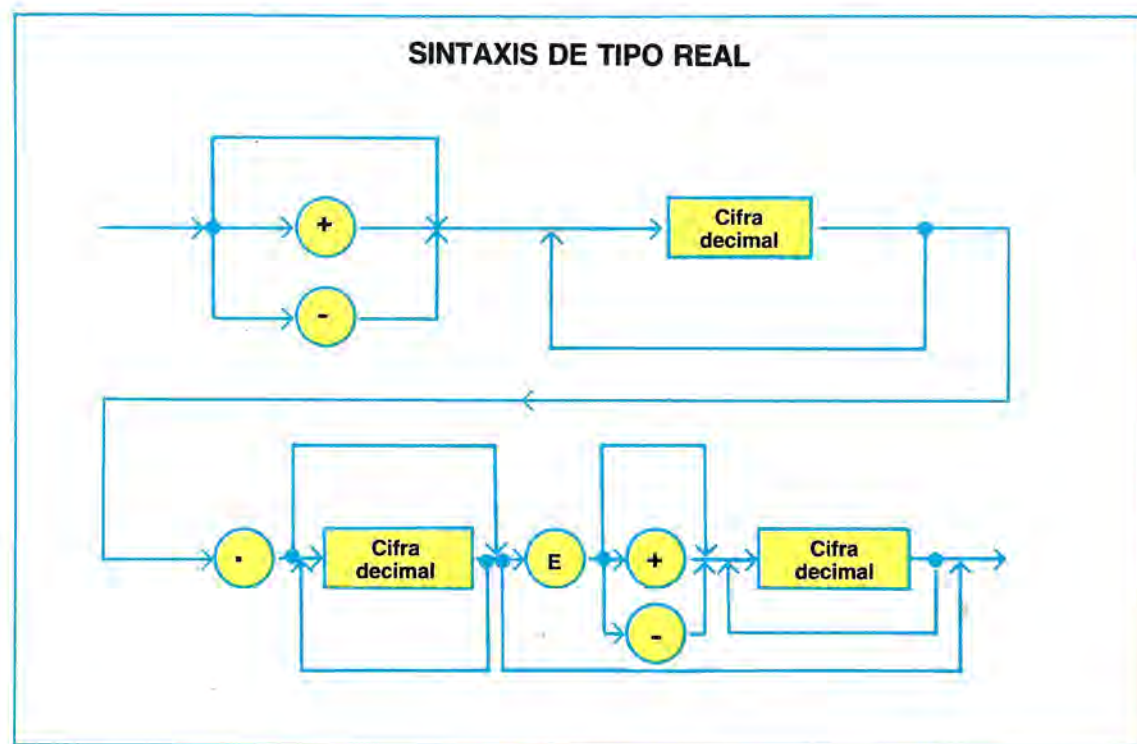 SINTAXIS DE TIPO REAL
+
Cifra
decimal
-
.
Cifra
decimal
E
+
Cifra
decimal
-